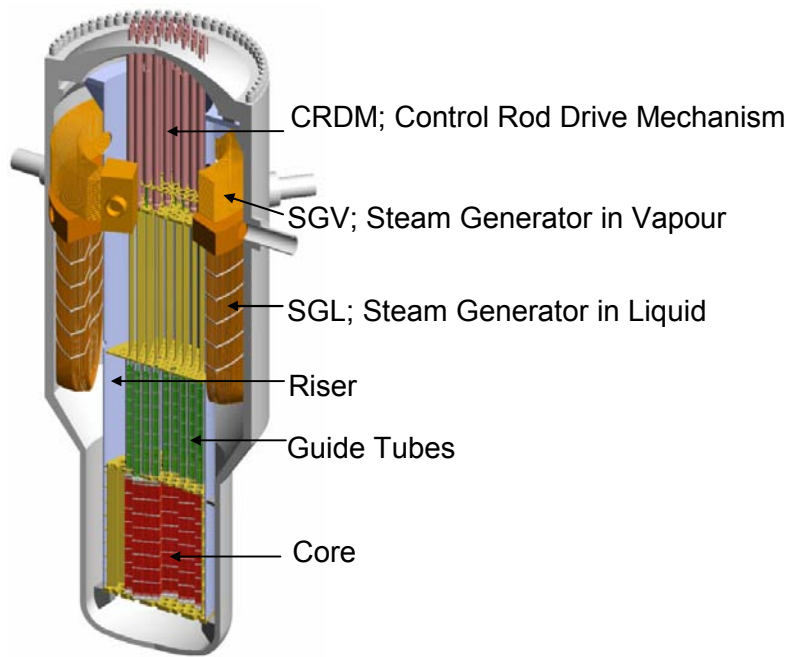 CRDM; Control Rod Drive Mechanism
SGV; Steam Generator in Vapour
SGL; Steam Generator in Liquid
Riser
Guide Tubes
Core